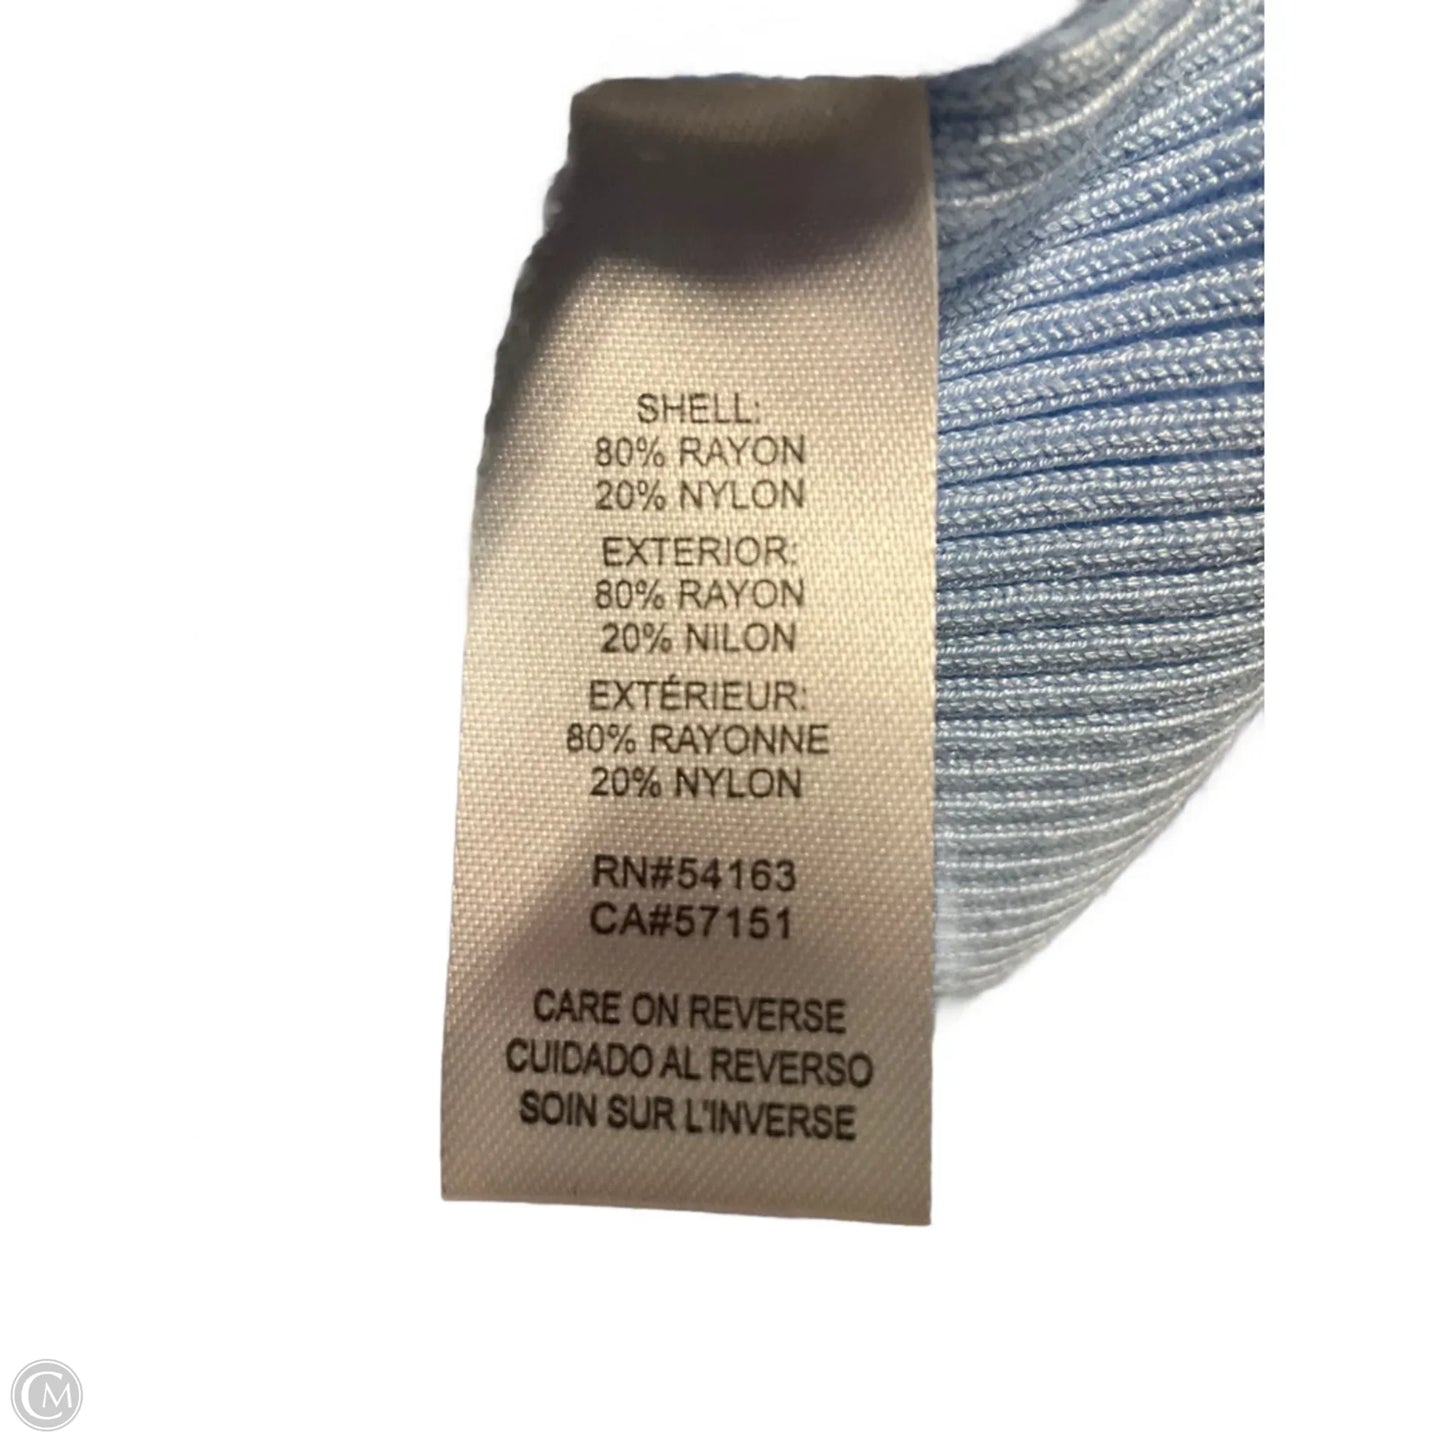 SHELL:
80% RAYON
20% NYLON
EXTERIOR:
80% RAYON
20% NILON
EXTÉRIEUR:
80% RAYONNE
20% NYLON
RN#54163
CA#57151
CARE ON REVERSE
CUIDADO AL REVERSO
SOIN SUR L'INVERSE
CM